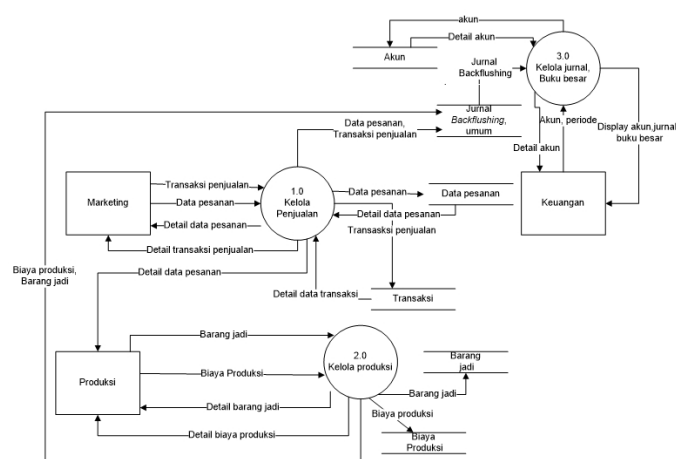 akun
Detail akun
Akun
3.0
Kelola jurnal,
Buku besar
Jurnal
Backflushing
Jurnal
Backflushing,
umum
Data pesanan,
Transaksi penjualan
Akun, periode
Display akun,jurnal
buku besar
Detail akun
Marketing
Transaksi penjualan
Data pesanan
Detail data pesanan
Detail transaksi penjualan
1.0
Kelola
Penjualan
Data pesanan
Data pesanan
Detail data pesanan
Transasksi penjualan
Keuangan
Biaya produksi,
Barang jadi
Detail data pesanan
Detail data transaksi
Transaksi
Produksi
Barang jadi
Biaya Produksi
Detail barang jadi
Detail biaya produksi
2.0
Kelola produksi
Barang
jadi
Barang jadi
Biaya produksi
Biaya
Produksi